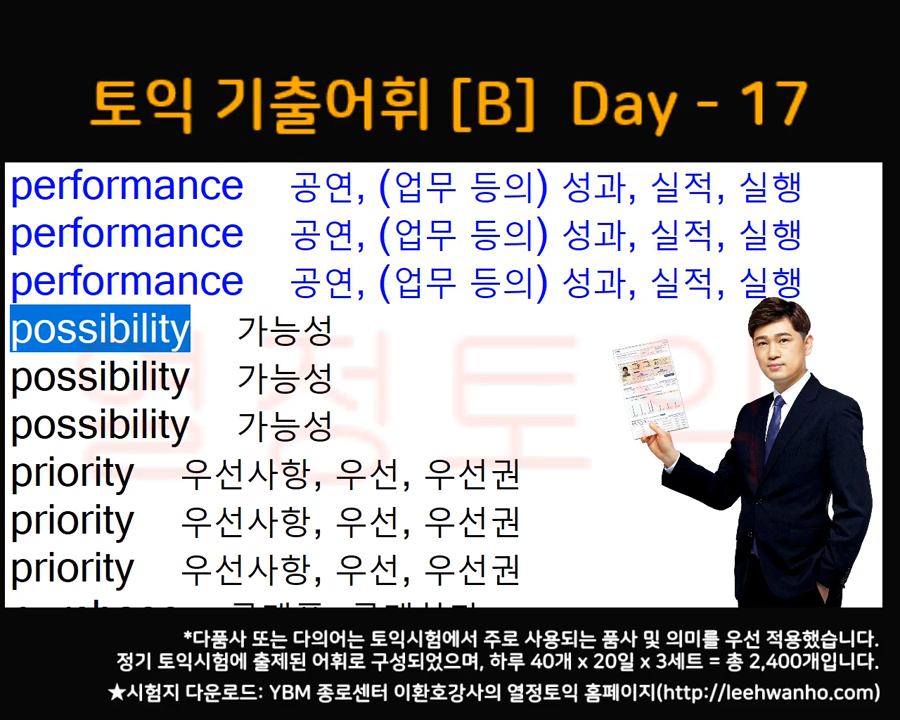 토익 기출어휘 [B] Day - 17
performance 공연, (업무 등의) 성과, 실적, 실행
performance 공연, (업무 등의) 성과, 실적, 실행
performance 공연, (업무 등의) 성과, 실적, 실행
possibility 가능성
possibility 가능성
possibility 가능성
priority 우선사항, 우선, 우선권
priority 우선사항, 우선, 우선권
priority 우선사항, 우선, 우선권
열정토익
*다품사 또는 다의어는 토익시험에서 주로 사용되는 품사 및 의미를 우선 적용했습니다.
정기 토익시험에 출제된 어휘로 구성되었으며, 하루 40개 x 20일 x 3세트 = 총 2,400개입니다.
★시험지 다운로드: YBM 종로센터 이환호강사의 열정토익 홈페이지(http://leehwanho.com)